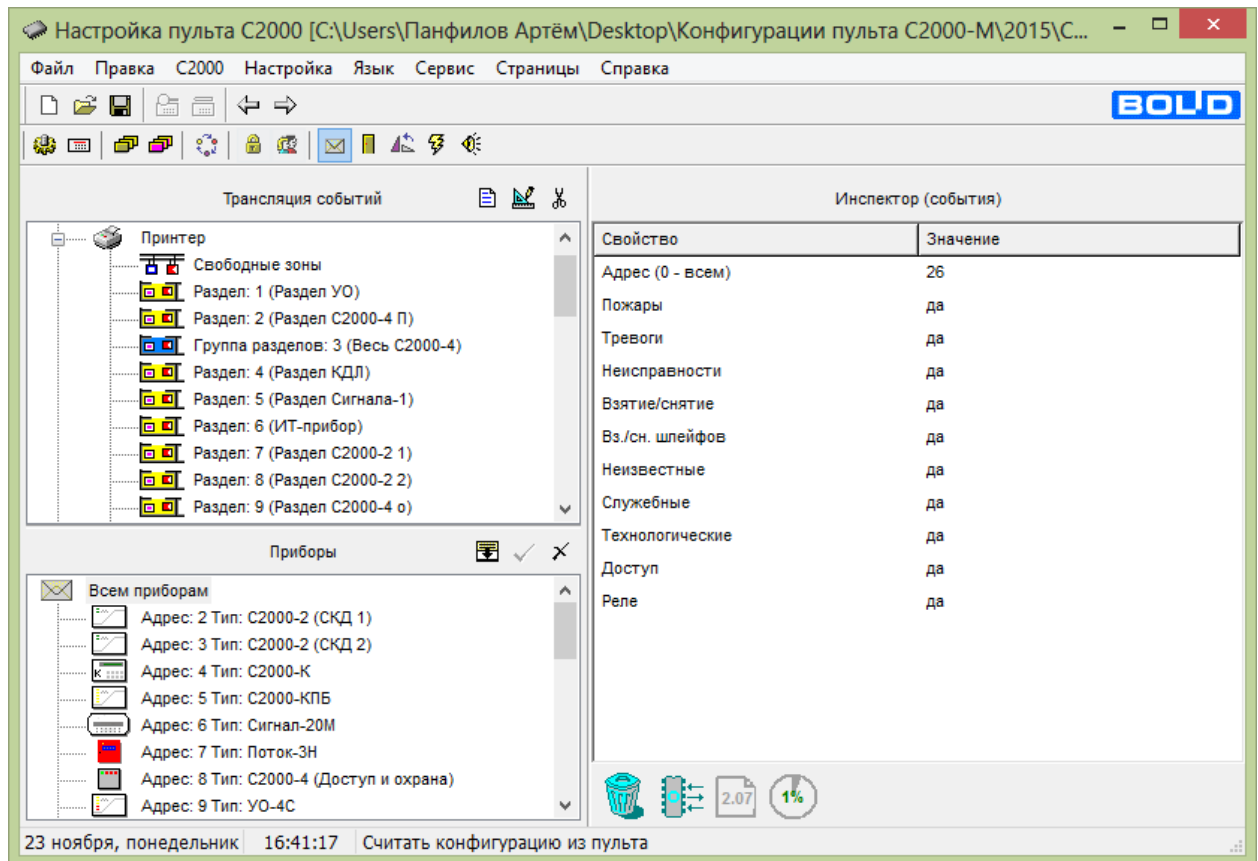 Настройка пульта С2000 [C:\Users\Панфилов Артём\Desktop\Конфигурации пульта С2000-М\2015\С...
Файл Правка С2000 Настройка Язык Сервис Страницы Справка
BOLID
Трансляция событий
Принтер
Свободные зоны
Раздел: 1 (Раздел УО)
Раздел: 2 (Раздел С2000-4 П)
Группа разделов: 3 (Весь С2000-4)
Раздел: 4 (Раздел КДЛ)
Раздел: 5 (Раздел Сигнала-1)
Раздел: 6 (ИТ-прибор)
Раздел: 7 (Раздел С2000-2 1)
Раздел: 8 (Раздел С2000-2 2)
Раздел: 9 (Раздел С2000-4 о)
Приборы
Всем приборам
Адрес: 2 Тип: С2000-2 (СКД 1)
Адрес: 3 Тип: С2000-2 (СКД 2)
Адрес: 4 Тип: С2000-К
Адрес: 5 Тип: С2000-КПБ
Адрес: 6 Тип: Сигнал-20М
Адрес: 7 Тип: Поток-3Н
Адрес: 8 Тип: С2000-4 (Доступ и охрана)
Адрес: 9 Тип: УО-4С
Инспектор (события)
Свойство Значение
Адрес (0 - всем) 26
Пожары да
Тревоги да
Неисправности да
Взятие/снятие да
Вз./сн. шлейфов да
Неизвестные да
Служебные да
Технологические да
Доступ да
Реле да
2.07 1%
23 ноября, понедельник 16:41:17 Считать конфигурацию из пульта